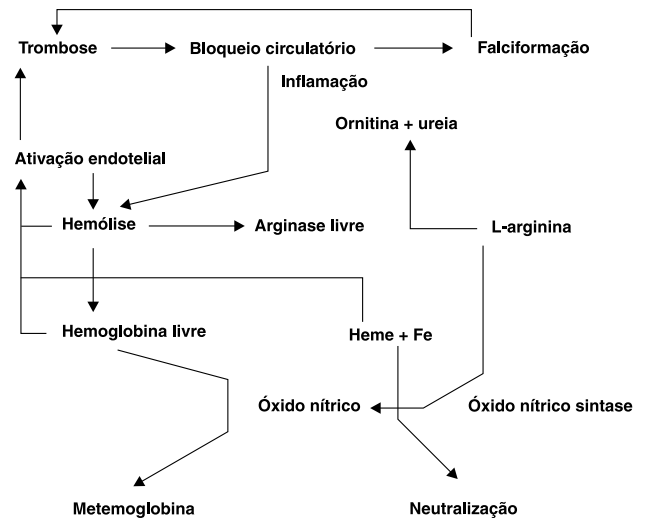 Trombose
Bloqueio circulatório
Falciformação
Inflamação
Ornitina + ureia
Ativação endotelial
Hemólise
Arginase livre
L-arginina
Hemoglobina livre
Heme + Fe
Óxido nítrico
Óxido nítrico sintase
Metemoglobina
Neutralização